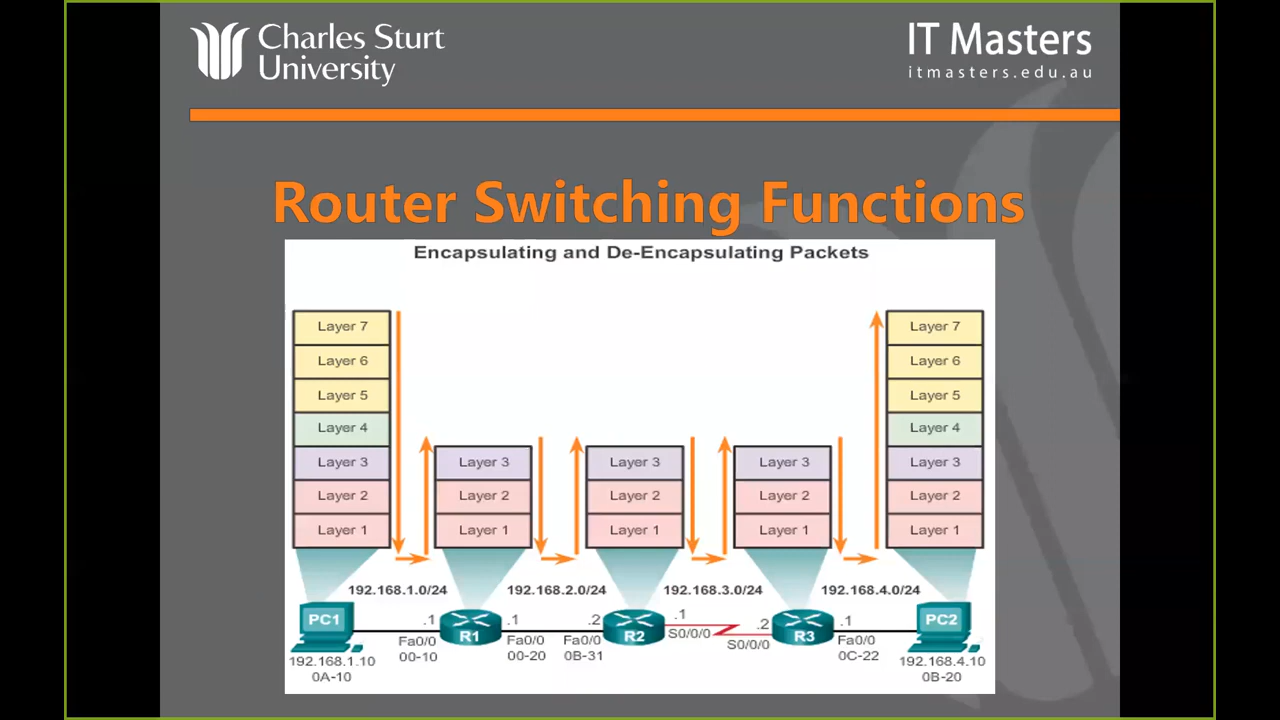 Charles Sturt
University
IT Masters
itmasters.edu.au
Router Switching Functions
Encapsulating and De-Encapsulating Packets
Layer 7
Layer 6
Layer 5
Layer 4
Layer 3
Layer 2
Layer 1
Layer 3
Layer 2
Layer 1
Layer 3
Layer 2
Layer 1
Layer 3
Layer 2
Layer 1
Layer 7
Layer 6
Layer 5
Layer 4
Layer 3
Layer 2
Layer 1
192.168.1.0/24
192.168.2.0/24
192.168.3.0/24
192.168.4.0/24
PC1
192.168.1.10
0A-10
.1
Fa0/0
00-10
R1
.1
Fa0/0
00-20
.2
Fa0/0
0B-31
R2
.1
S0/0/0
.2
S0/0/0
R3
.1
Fa0/0
0C-22
PC2
192.168.4.10
0B-20